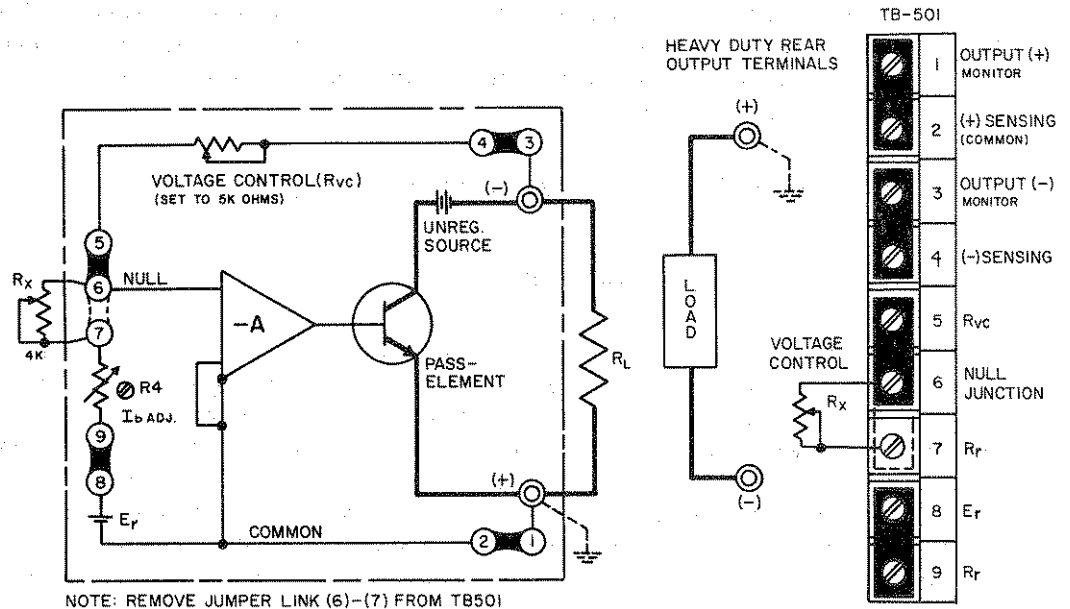 TB-501
HEAVY DUTY REAR
OUTPUT TERMINALS
1 OUTPUT (+)
MONITOR
2 (+) SENSING
(COMMON)
3 OUTPUT (-)
MONITOR
4 (-) SENSING
5 Rvc
6 NULL
JUNCTION
7 Rr
8 Er
9 Rr
(+)
LOAD
(-)
VOLTAGE
CONTROL
Rx
4
3
VOLTAGE CONTROL (Rvc)
(SET TO 5K OHMS)
(-)
UNREG.
SOURCE
5
6
NULL
Rx
7
4K
-A
PASS-
ELEMENT
RL
R4
Ib ADJ.
9
8
Er
COMMON
(+)
2
1
NOTE: REMOVE JUMPER LINK (6)-(7) FROM TB501